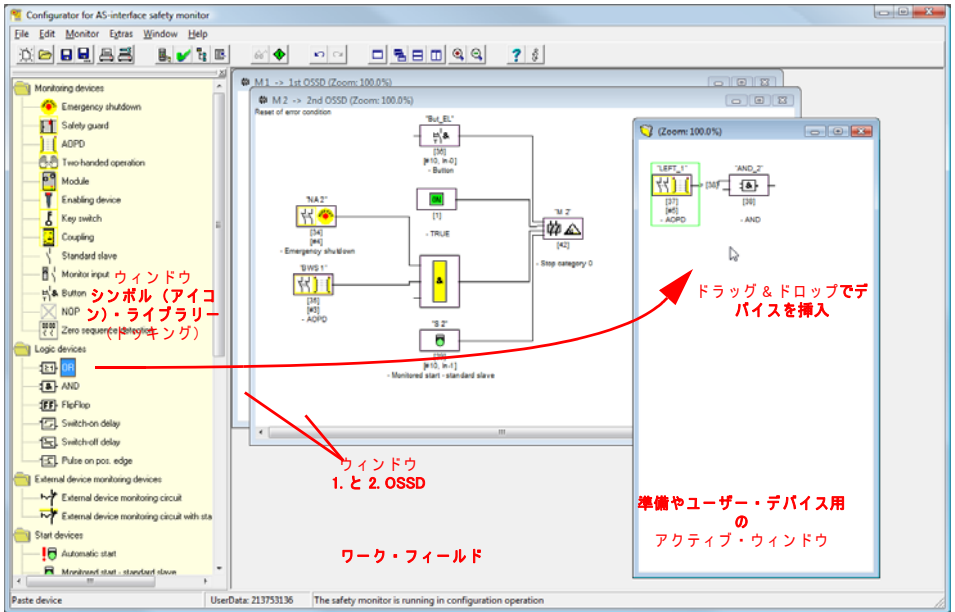 Configurator for AS-interface safety monitor
File Edit Monitor Extras Window Help
Monitoring devices
Emergency shutdown
Safety guard
AOPD
Two-handed operation
Module
Enabling device
Key switch
Coupling
Standard slave
Monitor input
Button
NOP
Zero sequence detection
Logic devices
OR
AND
FlipFlop
Switch-on delay
Switch-off delay
Pulse on pos. edge
External device monitoring devices
External device monitoring circuit
External device monitoring circuit with sta
Start devices
Automatic start
Monitored start - standard slave
ウィンドウ
シンボル（アイコ
ン）・ライブラリー
（ドッキング）
M 1 -> 1st OSSD (Zoom: 100.0%)
M 2 -> 2nd OSSD (Zoom: 100.0%)
Reset of error condition
"But_EL"
[36]
[#10, In-0]
- Button
ON
[1]
- TRUE
"NA 2"
[34]
[#4]
- Emergency shutdown
"BWS 1"
[35]
[#3]
- AOPD
&
"S 2"
[#10, In-1]
- Monitored start - standard slave
"M 2"
[42]
- Stop category 0
(Zoom: 100.0%)
"LEFT_1"
[37]
[#5]
- AOPD
[38]
"AND_2"
&
[39]
- AND
ドラッグ & ドロップでデ
バイスを挿入
ウィンドウ
1. と 2. OSSD
ワーク・フィールド
準備やユーザー・デバイス用
の
アクティブ・ウィンドウ
Paste device
UserData: 213753136
The safety monitor is running in configuration operation